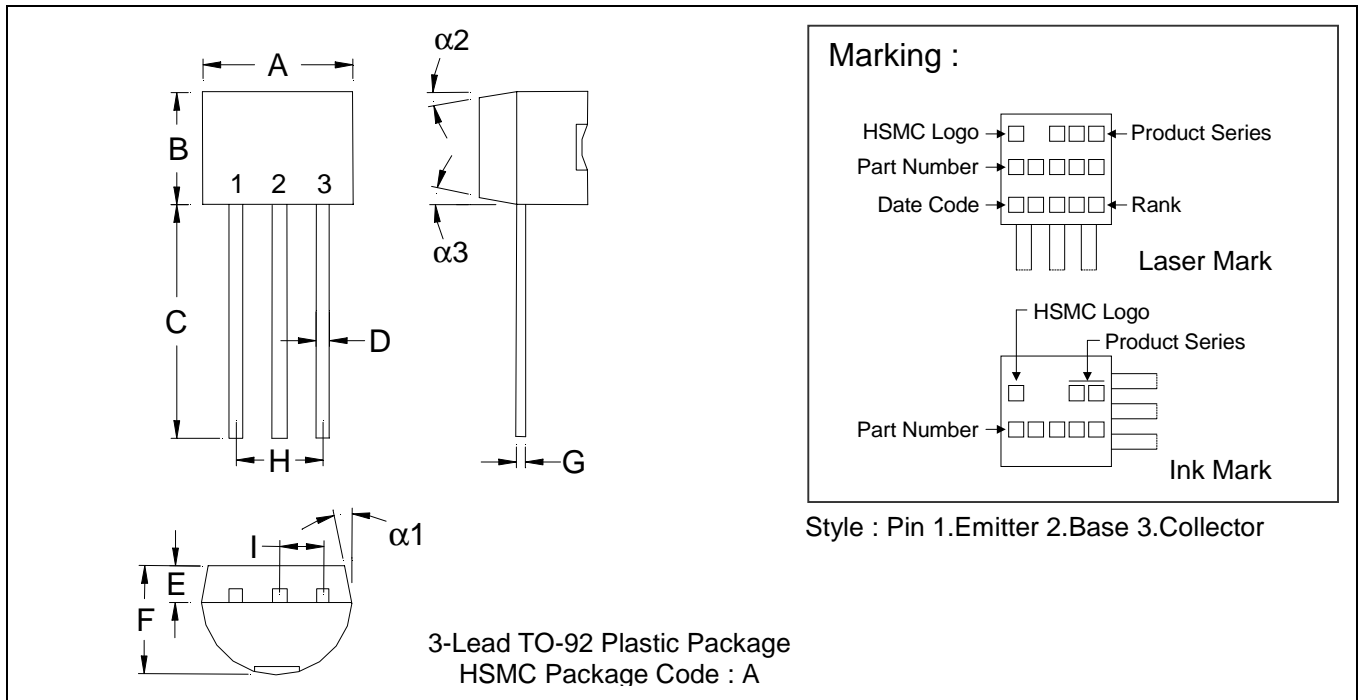 α2
A
B
1 2 3
α3
C
D
H
G
α1
I
E
F
3-Lead TO-92 Plastic Package
HSMC Package Code : A
Marking :
HSMC Logo
Product Series
Part Number
Date Code
Rank
Laser Mark
HSMC Logo
Product Series
Part Number
Ink Mark
Style : Pin 1.Emitter 2.Base 3.Collector